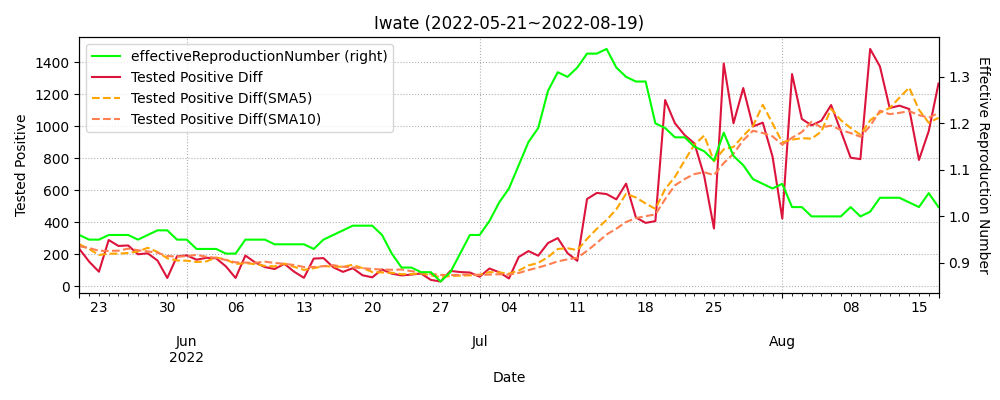 Iwate (2022-05-21~2022-08-19)
effectiveReproductionNumber (right)
Tested Positive Diff
Tested Positive Diff(SMA5)
Tested Positive Diff(SMA10)
Tested Positive
1400
1200
1000
800
600
400
200
0
Effective Reproduction Number
1.3
1.2
1.1
1.0
0.9
23 30 06 13 20 27 04 11 18 25 08 15
Jun Jul Aug
2022
Date